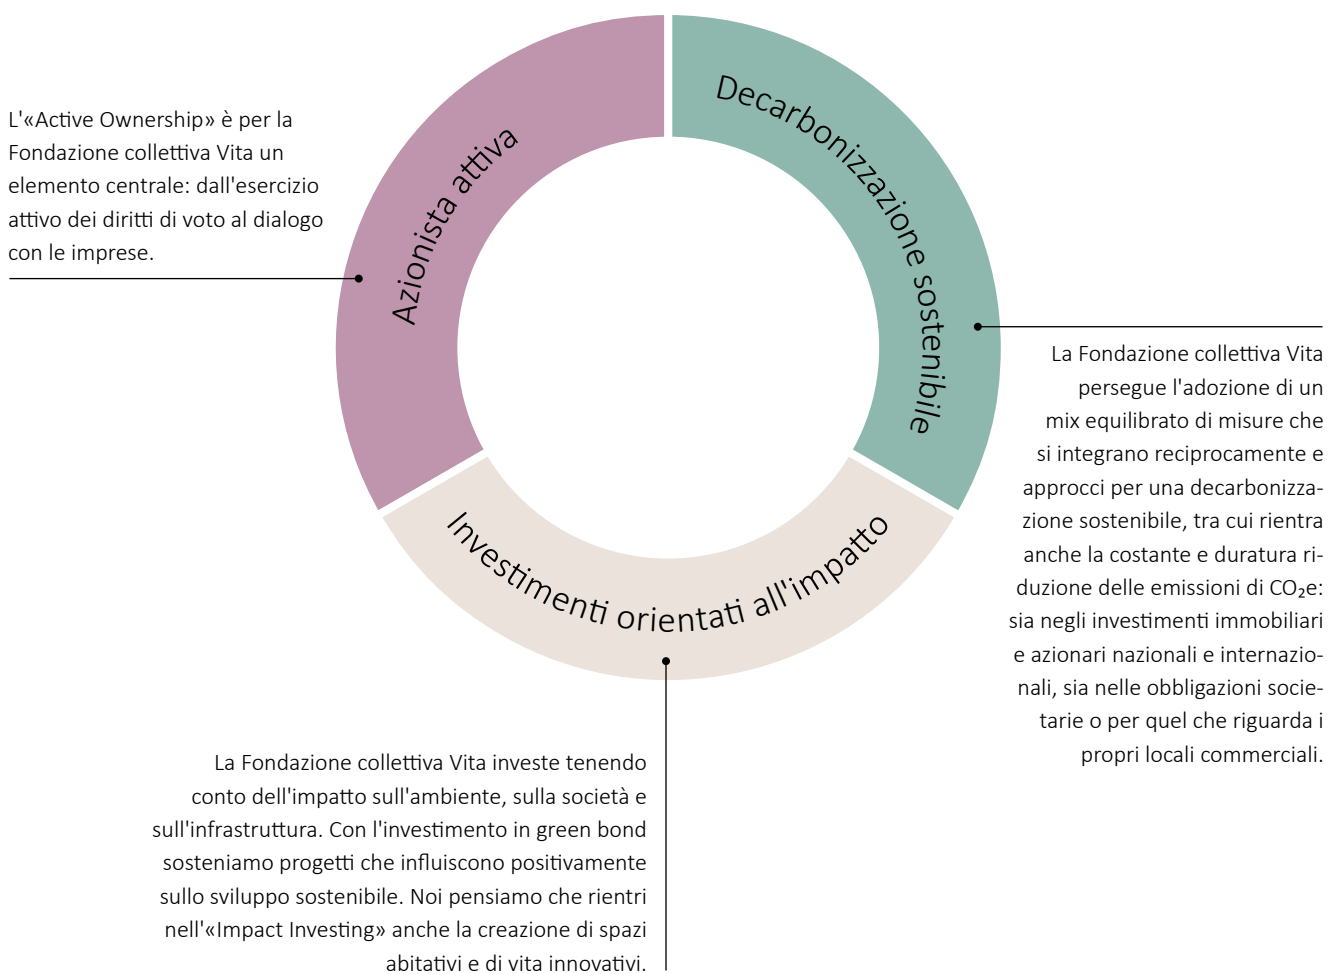 L'«Active Ownership» è per la
Fondazione collettiva Vita un
elemento centrale: dall'esercizio
attivo dei diritti di voto al dialogo
con le imprese.
Azionista attiva
Decarbonizzazione sostenibile
La Fondazione collettiva Vita
persegue l'adozione di un
mix equilibrato di misure che
si integrano reciprocamente e
approcci per una decarbonizza-
zione sostenibile, tra cui rientra
anche la costante e duratura ri-
duzione delle emissioni di CO₂e:
sia negli investimenti immobiliari
e azionari nazionali e internazio-
nali, sia nelle obbligazioni socie-
tarie o per quel che riguarda i
propri locali commerciali.
Investimenti orientati all'impatto
La Fondazione collettiva Vita investe tenendo
conto dell'impatto sull'ambiente, sulla società e
sull'infrastruttura. Con l'investimento in green bond
sosteniamo progetti che influiscono positivamente
sullo sviluppo sostenibile. Noi pensiamo che rientri
nell'«Impact Investing» anche la creazione di spazi
abitativi e di vita innovativi.